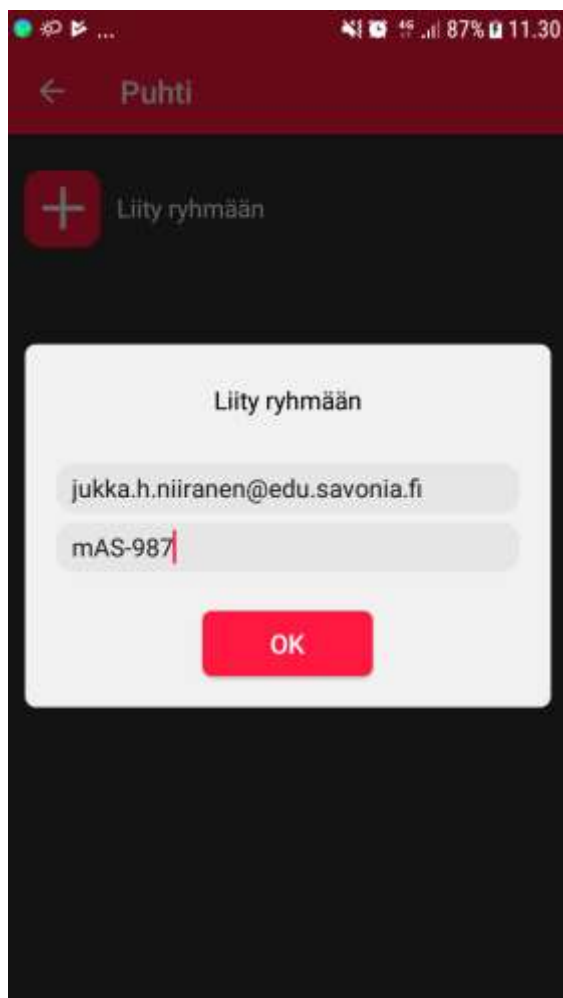 ... 87% 11.30
Puhti
Liity ryhmään
Liity ryhmään
jukka.h.niiranen@edu.savonia.fi
mAS-987
OK